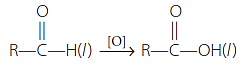 O O
R—C—H(l) [O] → R—C—OH(l)